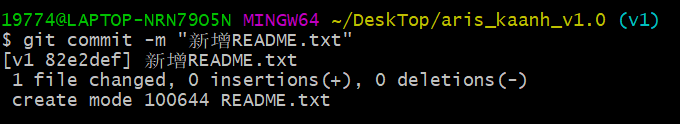 19774@LAPTOP-NRN79O5N MINGW64 ~/DeskTop/aris_kaanh_v1.0 (v1)
$ git commit -m "新增README.txt"
[v1 82e2def] 新增README.txt
 1 file changed, 0 insertions(+), 0 deletions(-)
 create mode 100644 README.txt